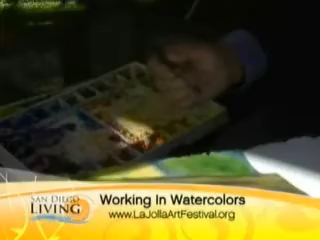 SAN DIEGO
LIVING
Working In Watercolors
www.LaJollaArtFestival.org